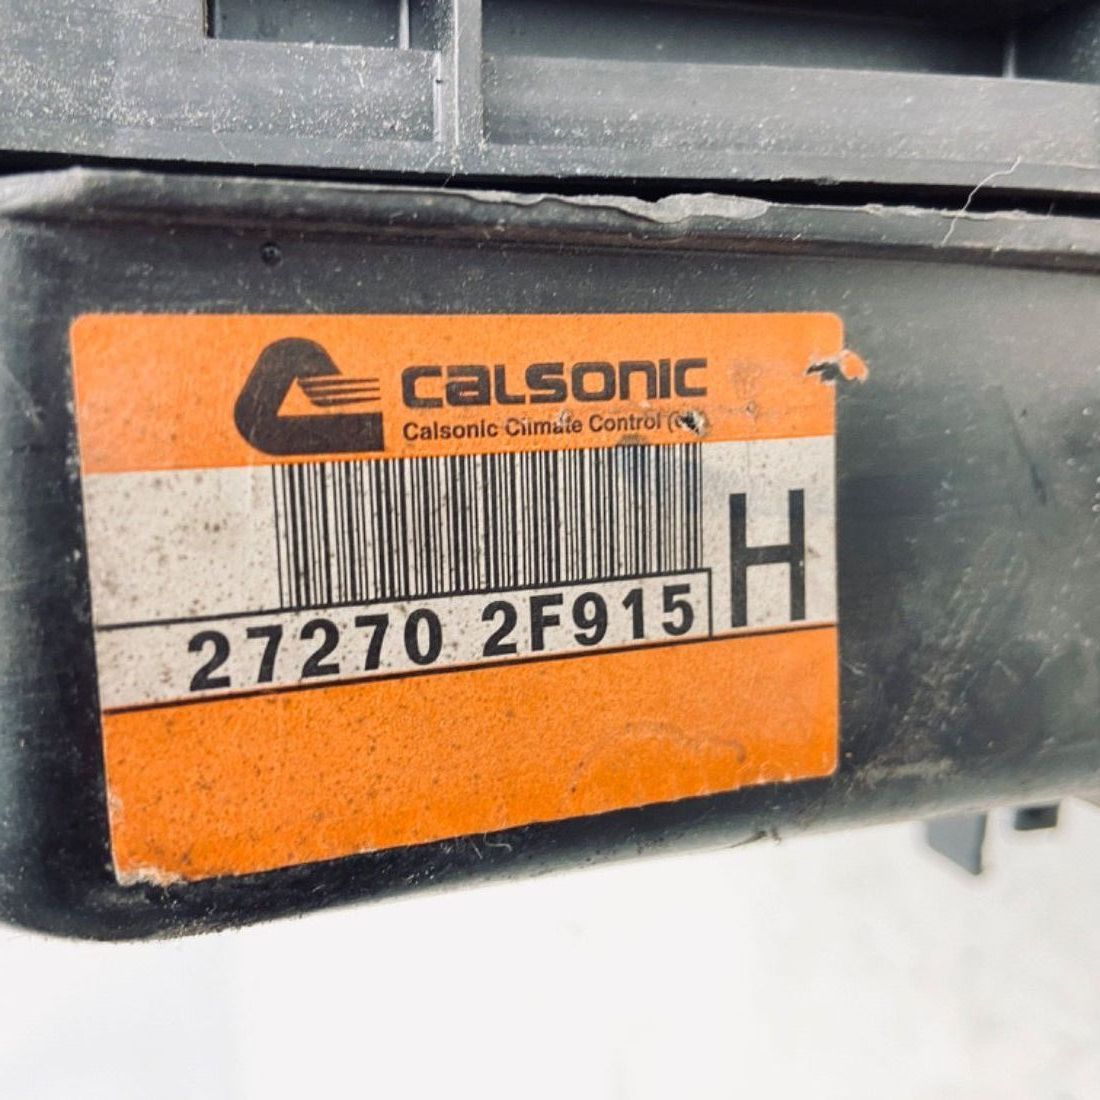 CALSONIC
Calsonic Climate Control
H
27270 2F915